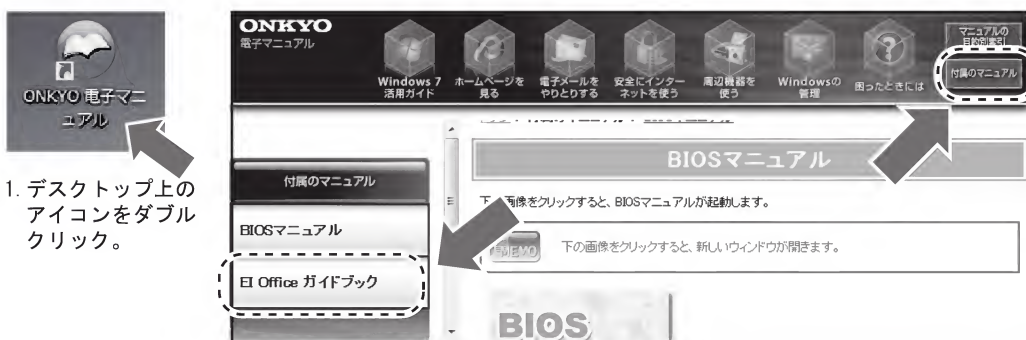 ONKYO 電子マニ
ュアル
1. デスクトップ上の
アイコンをダブル
クリック。
ONKYO
電子マニュアル
Windows 7
活用ガイド
ホームページを
見る
電子メールを
やりとりする
安全にインター
ネットを使う
周辺機器を
使う
Windowsの
管理
困ったときには
マニュアルの
目的別索引
付属のマニュアル
付属のマニュアル
BIOSマニュアル
EI Office ガイドブック
BIOSマニュアル
下の画像をクリックすると、BIOSマニュアルが起動します。
MEMO
下の画像をクリックすると、新しいウィンドウが開きます。
BIOS